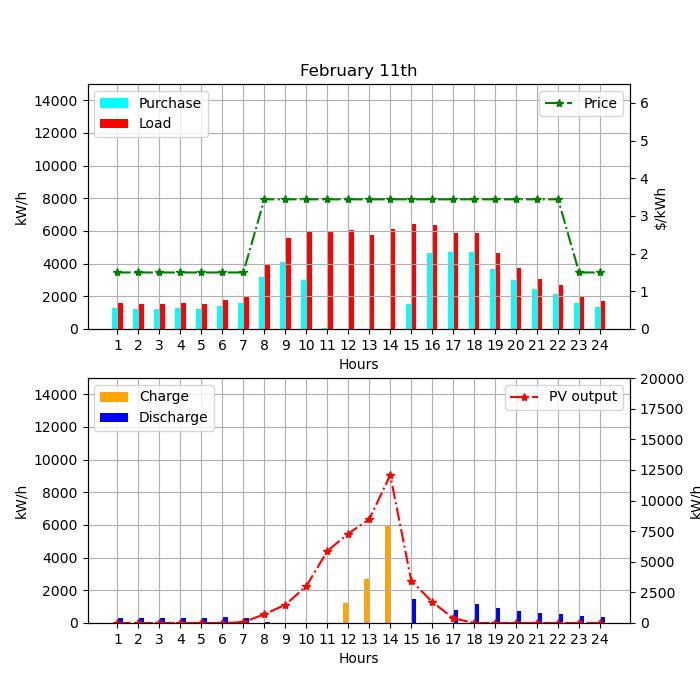 February 11th
Purchase
Load
Price
14000
12000
10000
8000
6000
4000
2000
0
kW/h
6
5
4
3
2
1
0
$/kWh
1 2 3 4 5 6 7 8 9 10 11 12 13 14 15 16 17 18 19 20 21 22 23 24
Hours
Charge
Discharge
PV output
14000
12000
10000
8000
6000
4000
2000
0
kW/h
20000
17500
15000
12500
10000
7500
5000
2500
0
kW/h
1 2 3 4 5 6 7 8 9 10 11 12 13 14 15 16 17 18 19 20 21 22 23 24
Hours